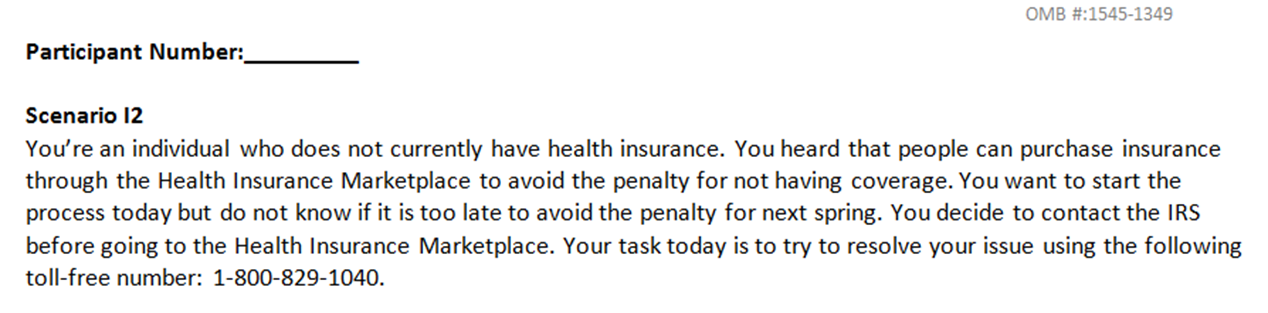 OMB #:1545-1349
Participant Number:_________
Scenario I2
You’re an individual who does not currently have health insurance. You heard that people can purchase insurance
through the Health Insurance Marketplace to avoid the penalty for not having coverage. You want to start the
process today but do not know if it is too late to avoid the penalty for next spring. You decide to contact the IRS
before going to the Health Insurance Marketplace. Your task today is to try to resolve your issue using the following
toll-free number: 1-800-829-1040.